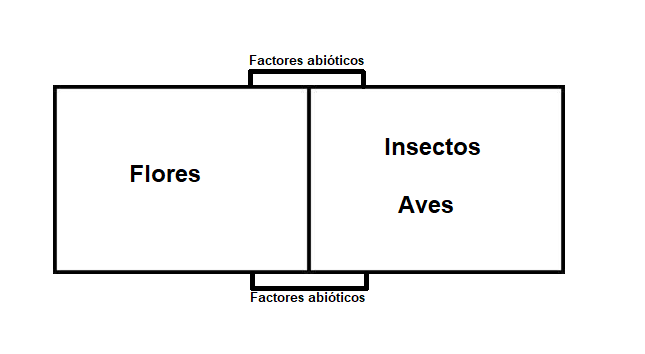 Factores abióticos
Flores
Insectos
Aves
Factores abióticos